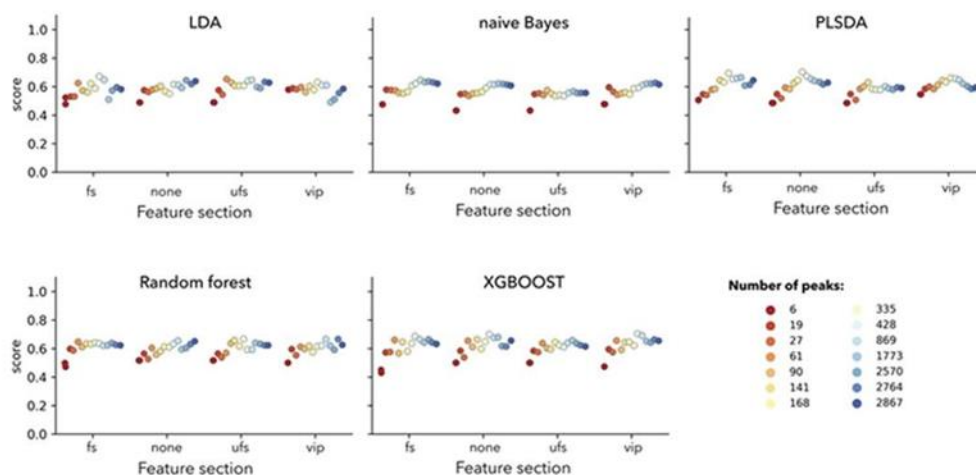 LDA
naive Bayes
PLSDA
score
1.0
0.8
0.6
0.4
0.2
0.0
fs none ufs vip
fs none ufs vip
fs none ufs vip
Feature section
Feature section
Feature section
Random forest
XGBOOST
score
1.0
0.8
0.6
0.4
0.2
0.0
fs none ufs vip
fs none ufs vip
Feature section
Feature section
Number of peaks:
6 335
19 428
27 869
61 1773
90 2570
141 2764
168 2867